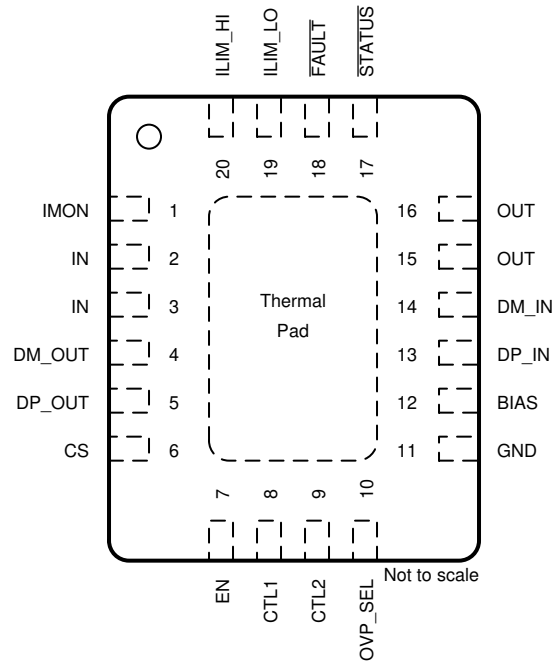 ILIM_HI
ILIM_LO
F̅A̅U̅L̅T̅
S̅T̅A̅T̅U̅S̅
20
19
18
17
IMON 1
16 OUT
IN 2
15 OUT
IN 3
Thermal
Pad
14 DM_IN
DM_OUT 4
13 DP_IN
DP_OUT 5
12 BIAS
CS 6
11 GND
7
8
9
10
EN
CTL1
CTL2
OVP_SEL
Not to scale